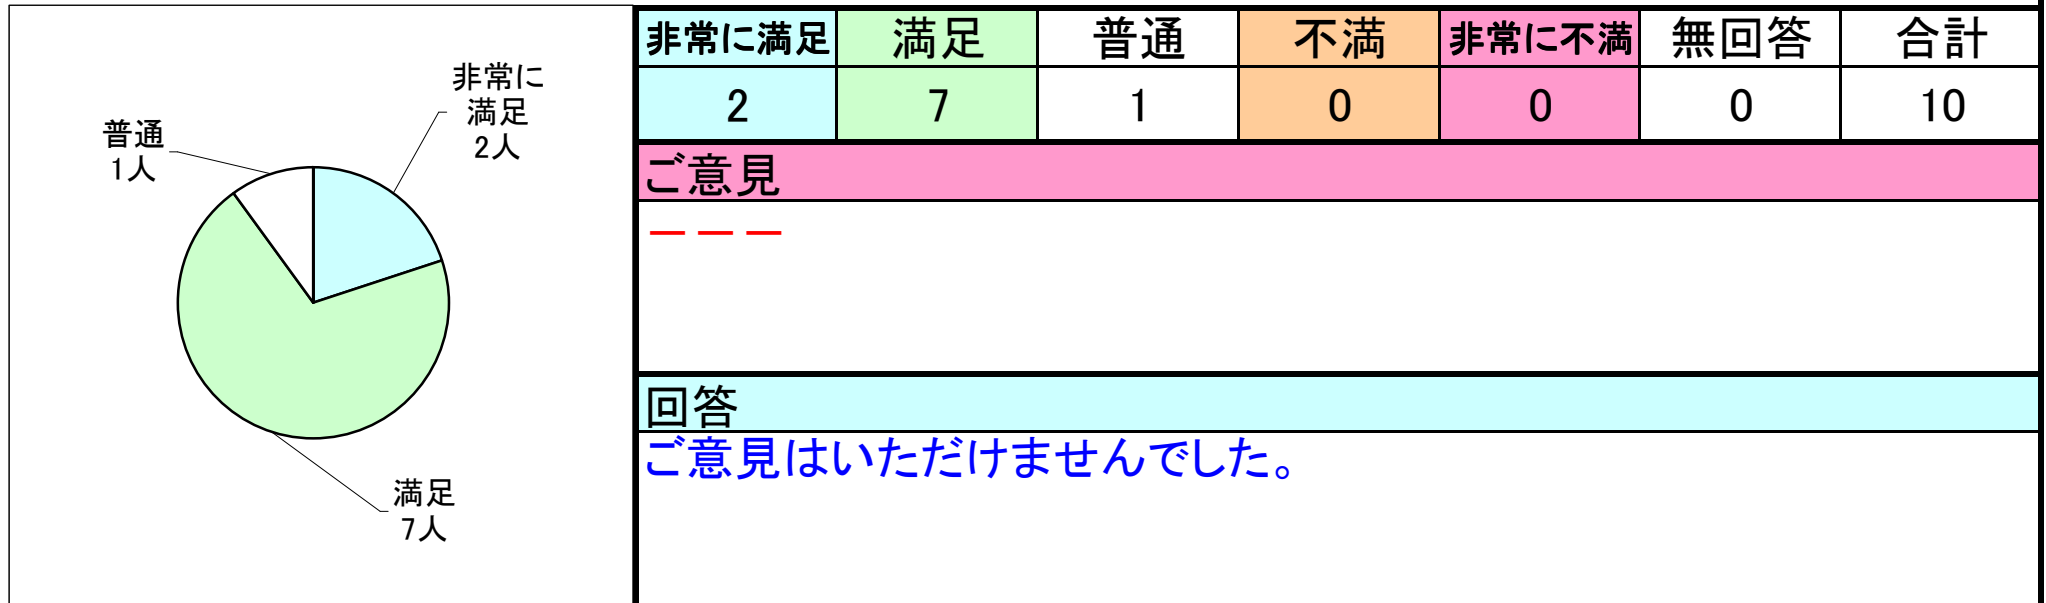 非常に
満足
2人
普通
1人
満足
7人
非常に満足 満足 普通 不満 非常に不満 無回答 合計
2 7 1 0 0 0 10
ご意見
－－－
回答
ご意見はいただけませんでした。